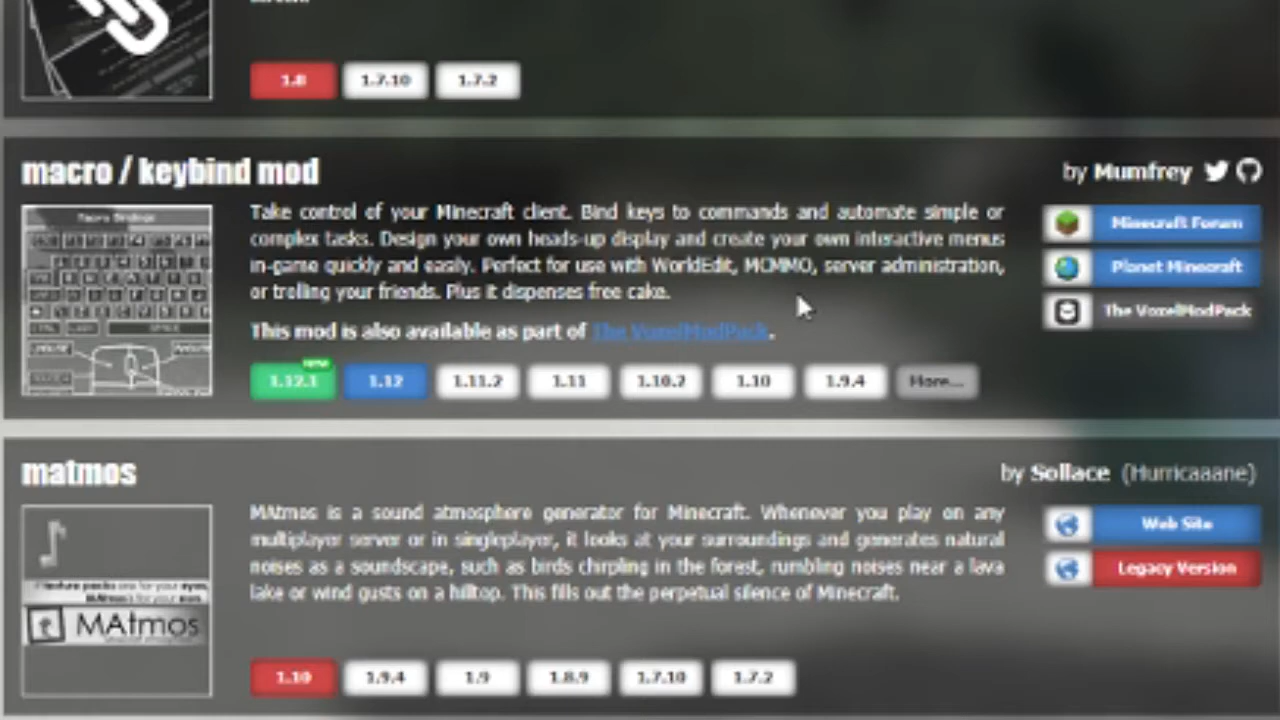 1.8 1.7.10 1.7.2
macro / keybind mod
by Mumfrey
Take control of your Minecraft client. Bind keys to commands and automate simple or
complex tasks. Design your own heads-up display and create your own interactive menus
in-game quickly and easily. Perfect for use with WorldEdit, MCMMO, server administration,
or trolling your friends. Plus it dispenses free cake.
This mod is also available as part of The VoxelModPack.
Minecraft Forum
Planet Minecraft
The VoxelModPack
NEW
1.12.1 1.12 1.11.2 1.11 1.10.2 1.10 1.9.4 More...
matmos
by Sollace (Hurricaaane)
MAtmos is a sound atmosphere generator for Minecraft. Whenever you play on any
multiplayer server or in singleplayer, it looks at your surroundings and generates natural
noises as a soundscape, such as birds chirping in the forest, rumbling noises near a lava
lake or wind gusts on a hilltop. This fills out the perpetual silence of Minecraft.
Web Site
Legacy Version
MAtmos
1.10 1.9.4 1.9 1.8.9 1.7.10 1.7.2